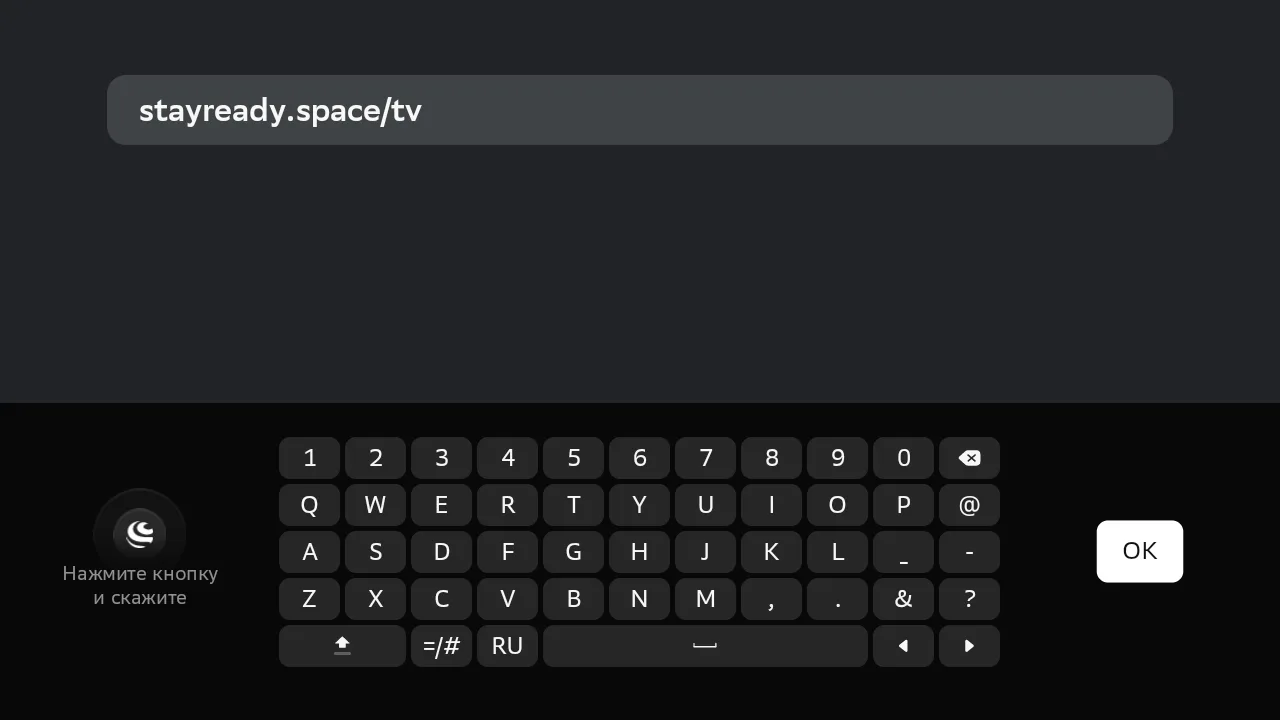 stayready.space/tv
1 2 3 4 5 6 7 8 9 0
Q W E R T Y U I O P @
A S D F G H J K L _ -
Нажмите кнопку
и скажите
OK
Z X C V B N M , . & ?
=/# RU